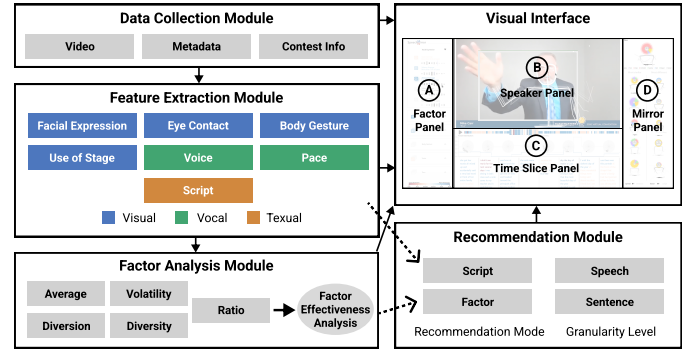 Data Collection Module
Video
Metadata
Contest Info
Feature Extraction Module
Facial Expression
Eye Contact
Body Gesture
Use of Stage
Voice
Pace
Script
Visual
Vocal
Texual
Factor Analysis Module
Average
Volatility
Diversion
Diversity
Ratio
Factor
Effectiveness
Analysis
Visual Interface
A
Factor
Panel
B
Speaker Panel
C
Time Slice Panel
D
Mirror
Panel
Recommendation Module
Script
Speech
Factor
Sentence
Recommendation Mode
Granularity Level